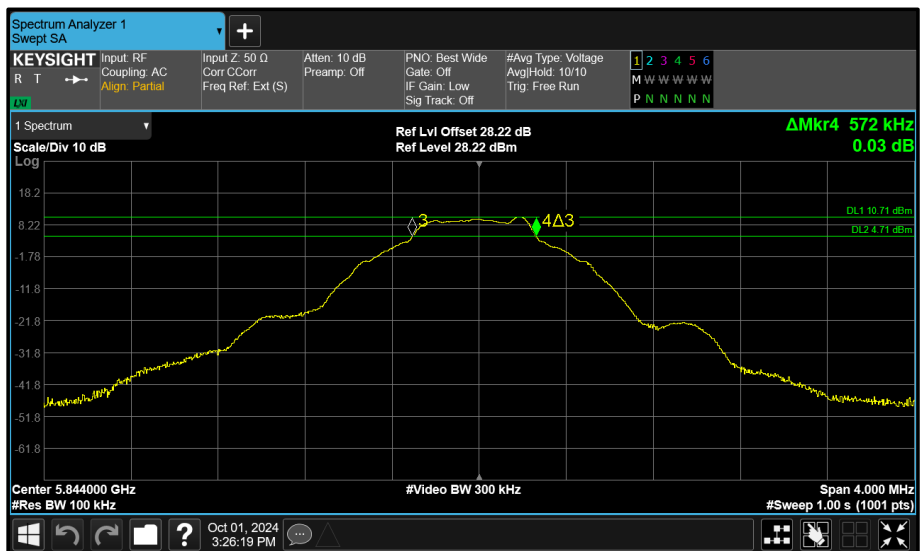 Spectrum Analyzer 1
Swept SA
KEYSIGHT
R T
LXI
Input: RF
Coupling: AC
Align: Partial
Input Z: 50 Ω
Corr CCorr
Freq Ref: Ext (S)
Atten: 10 dB
Preamp: Off
PNO: Best Wide
Gate: Off
IF Gain: Low
Sig Track: Off
#Avg Type: Voltage
Avg|Hold: 10/10
Trig: Free Run
1 2 3 4 5 6
M W W W W W
P N N N N N
1 Spectrum
Scale/Div 10 dB
Ref Lvl Offset 28.22 dB
Ref Level 28.22 dBm
ΔMkr4 572 kHz
0.03 dB
Log
18.2
8.22
-1.78
-11.8
-21.8
-31.8
-41.8
-51.8
-61.8
3
4Δ3
DL1 10.71 dBm
DL2 4.71 dBm
Center 5.844000 GHz
#Res BW 100 kHz
#Video BW 300 kHz
Span 4.000 MHz
#Sweep 1.00 s (1001 pts)
Oct 01, 2024
3:26:19 PM